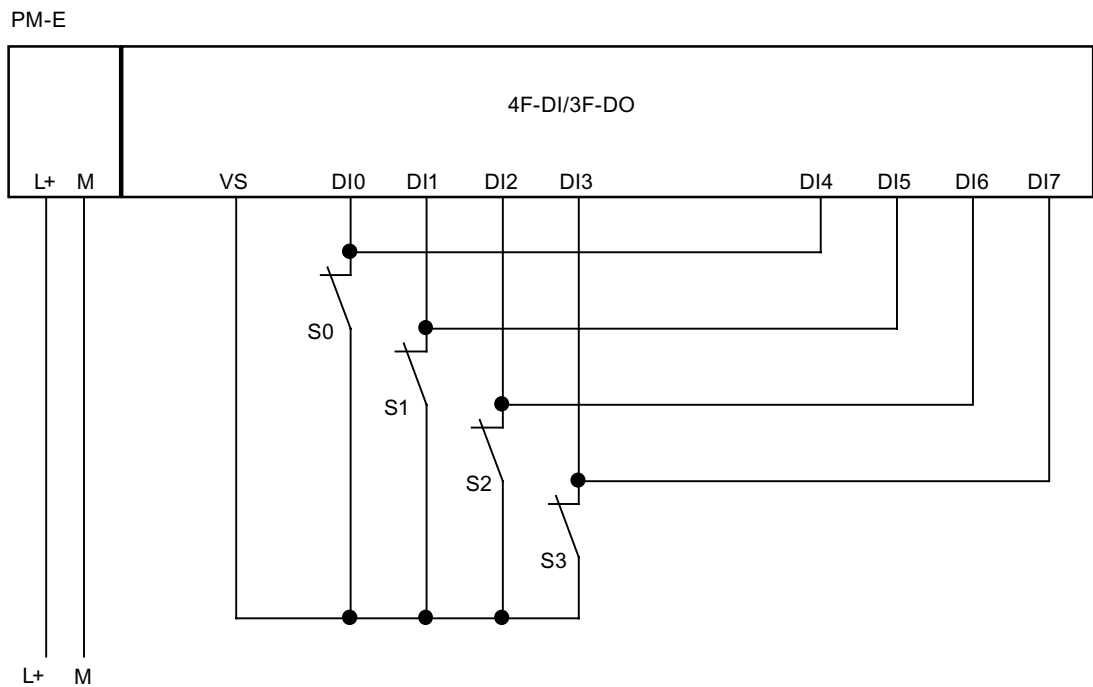 PM-E
4F-DI/3F-DO
L+ M VS DI0 DI1 DI2 DI3 DI4 DI5 DI6 DI7
S0
S1
S2
S3
L+ M